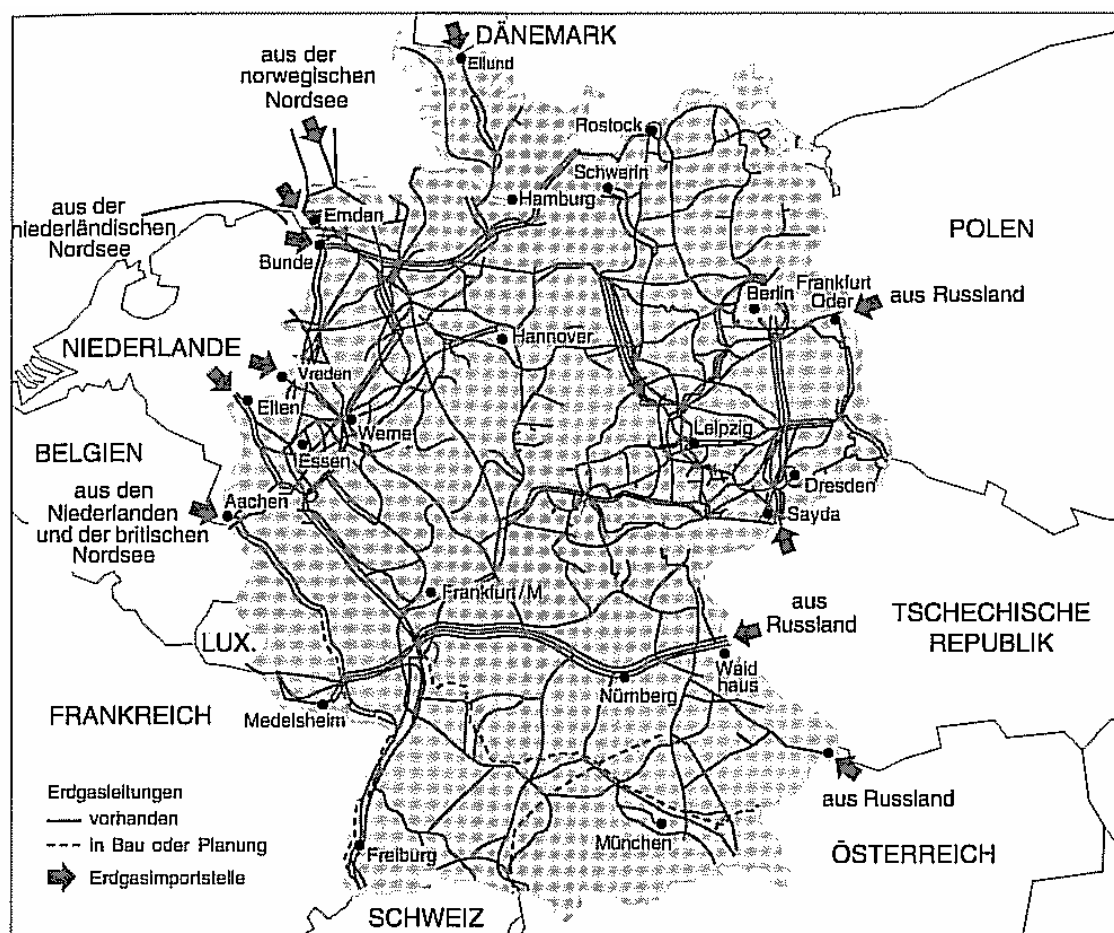 DÄNEMARK
Ellund
aus der
norwegischen
Nordsee
Rostock
Schwerin
Hamburg
aus der
niederländischen
Nordsee
Emden
Bunde
POLEN
Berlin
Frankfurt
Oder
aus Russland
Hannover
NIEDERLANDE
Vreden
Elten
Werne
Leipzig
BELGIEN
Essen
aus den
Niederlanden
und der britischen
Nordsee
Aachen
Dresden
Sayda
Frankfurt/M.
aus
Russland
TSCHECHISCHE
REPUBLIK
LUX.
Waid
haus
Nürnberg
FRANKREICH
Medelsheim
Erdgasleitungen
vorhanden
in Bau oder Planung
Erdgasimportstelle
aus Russland
München
ÖSTERREICH
Freiburg
SCHWEIZ